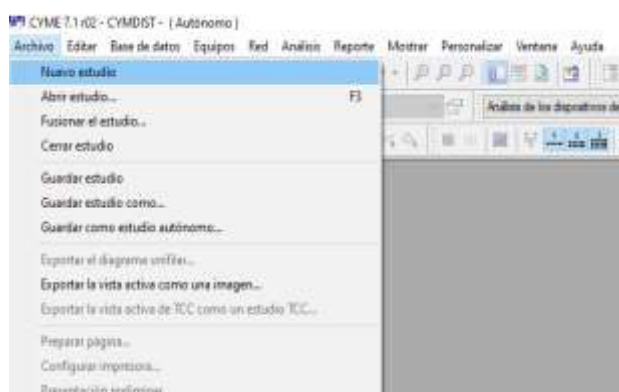 CYME 7.1 r02 - CYMDIST - ( Autónomo )
Archivo Editar Base de datos Equipos Red Análisis Reporte Mostrar Personalizar Ventana Ayuda
Nuevo estudio
Abrir estudio... F3
Análisis de los dispositivos de
Fusionar el estudio...
Cerrar estudio
Guardar estudio
Guardar estudio como...
Guardar como estudio autónomo...
Exportar el diagrama unifilar...
Exportar la vista activa como una imagen...
Exportar la vista activa de TCC como un estudio TCC...
Preparar página...
Configurar impresora...
Presentación preliminar